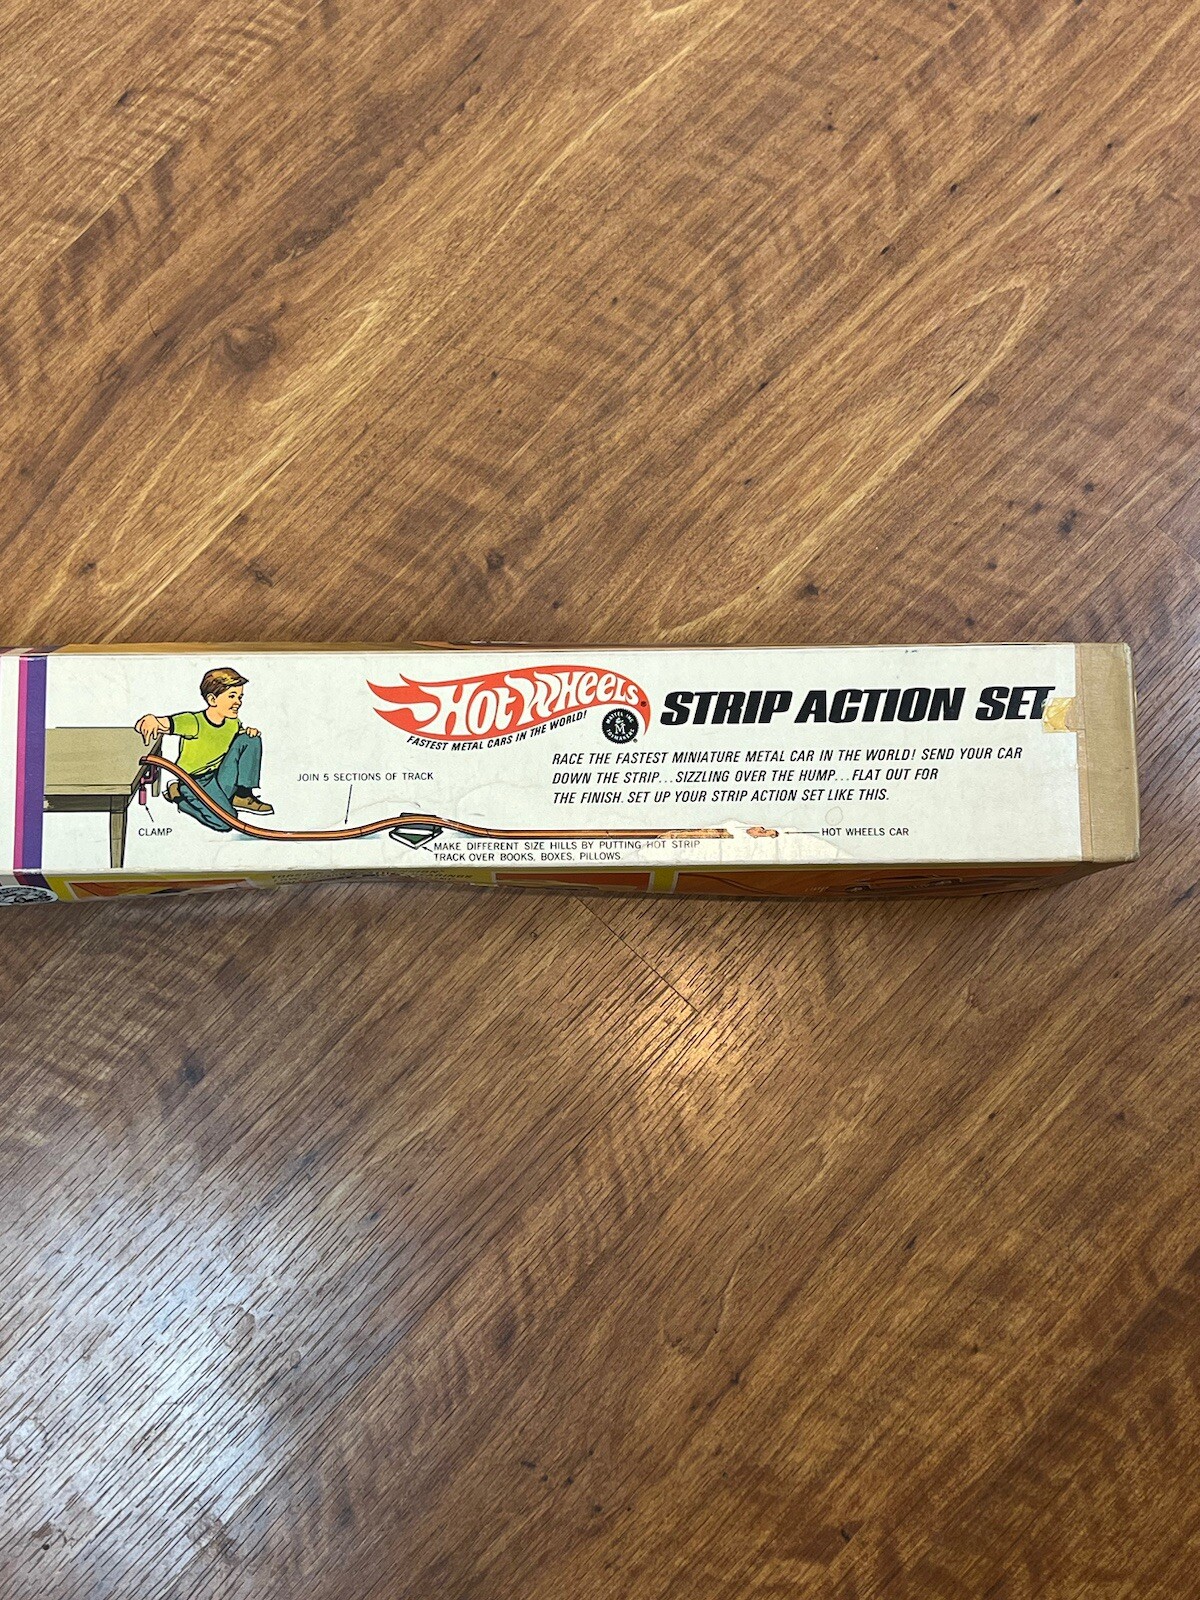 HOT WHEELS®
FASTEST METAL CARS IN THE WORLD!
MATTEL, INC.
M
TOYMAKERS
®
STRIP ACTION SET
RACE THE FASTEST MINIATURE METAL CAR IN THE WORLD! SEND YOUR CAR
DOWN THE STRIP...SIZZLING OVER THE HUMP...FLAT OUT FOR
THE FINISH. SET UP YOUR STRIP ACTION SET LIKE THIS.
JOIN 5 SECTIONS OF TRACK
CLAMP
HOT WHEELS CAR
MAKE DIFFERENT SIZE HILLS BY PUTTING HOT STRIP
TRACK OVER BOOKS, BOXES, PILLOWS.